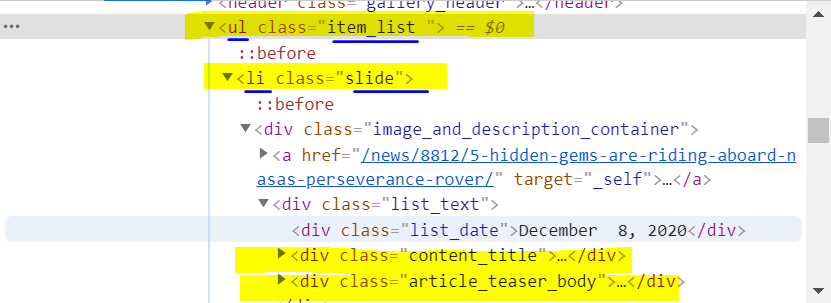 <header class="gallery_header">…</header>
… ▼<ul class="item_list "> == $0
::before
▼<li class="slide">
::before
▼<div class="image_and_description_container">
▶<a href="/news/8812/5-hidden-gems-are-riding-aboard-n
asas-perseverance-rover/" target="_self">…</a>
▼<div class="list_text">
<div class="list_date">December  8, 2020</div>
▶<div class="content_title">…</div>
▶<div class="article_teaser_body">…</div>
</div>